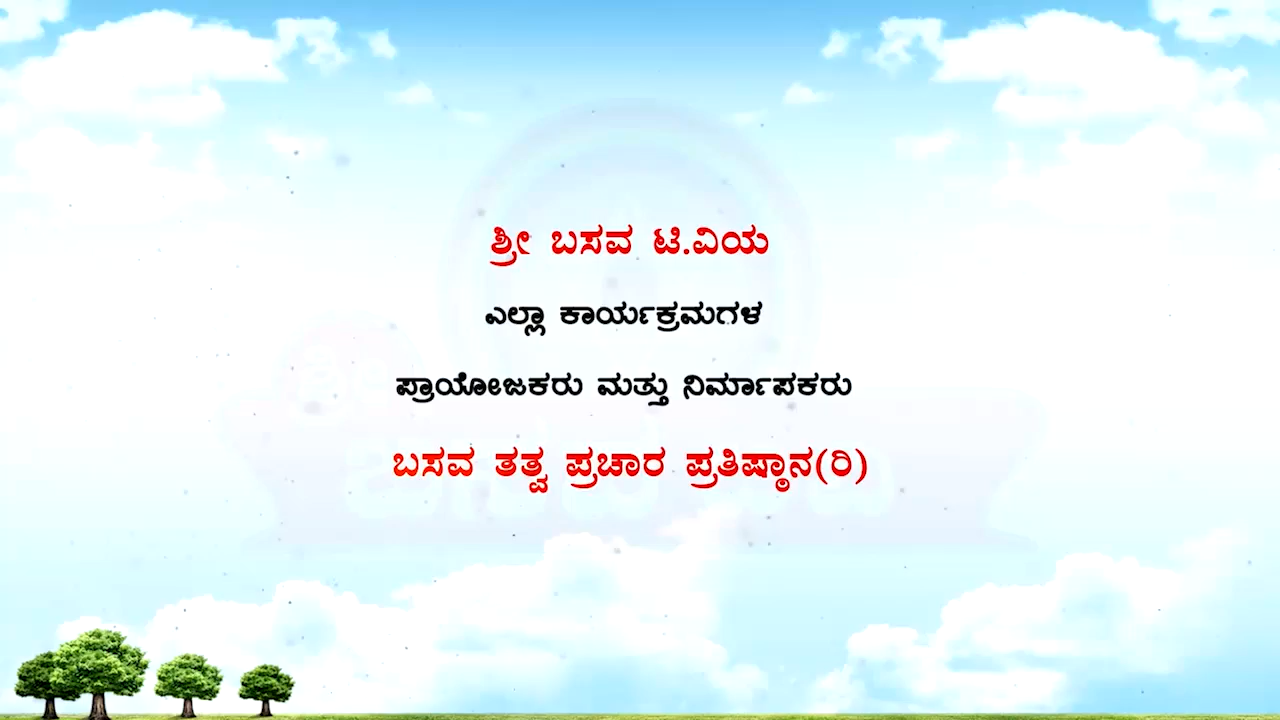 ಶ್ರೀ ಬಸವ ಟಿ.ವಿಯ
ಎಲ್ಲಾ ಕಾರ್ಯಕ್ರಮಗಳ
ಪ್ರಾಯೋಜಕರು ಮತ್ತು ನಿರ್ಮಾಪಕರು
ಬಸವ ತತ್ವ ಪ್ರಚಾರ ಪ್ರತಿಷ್ಠಾನ(ರಿ)